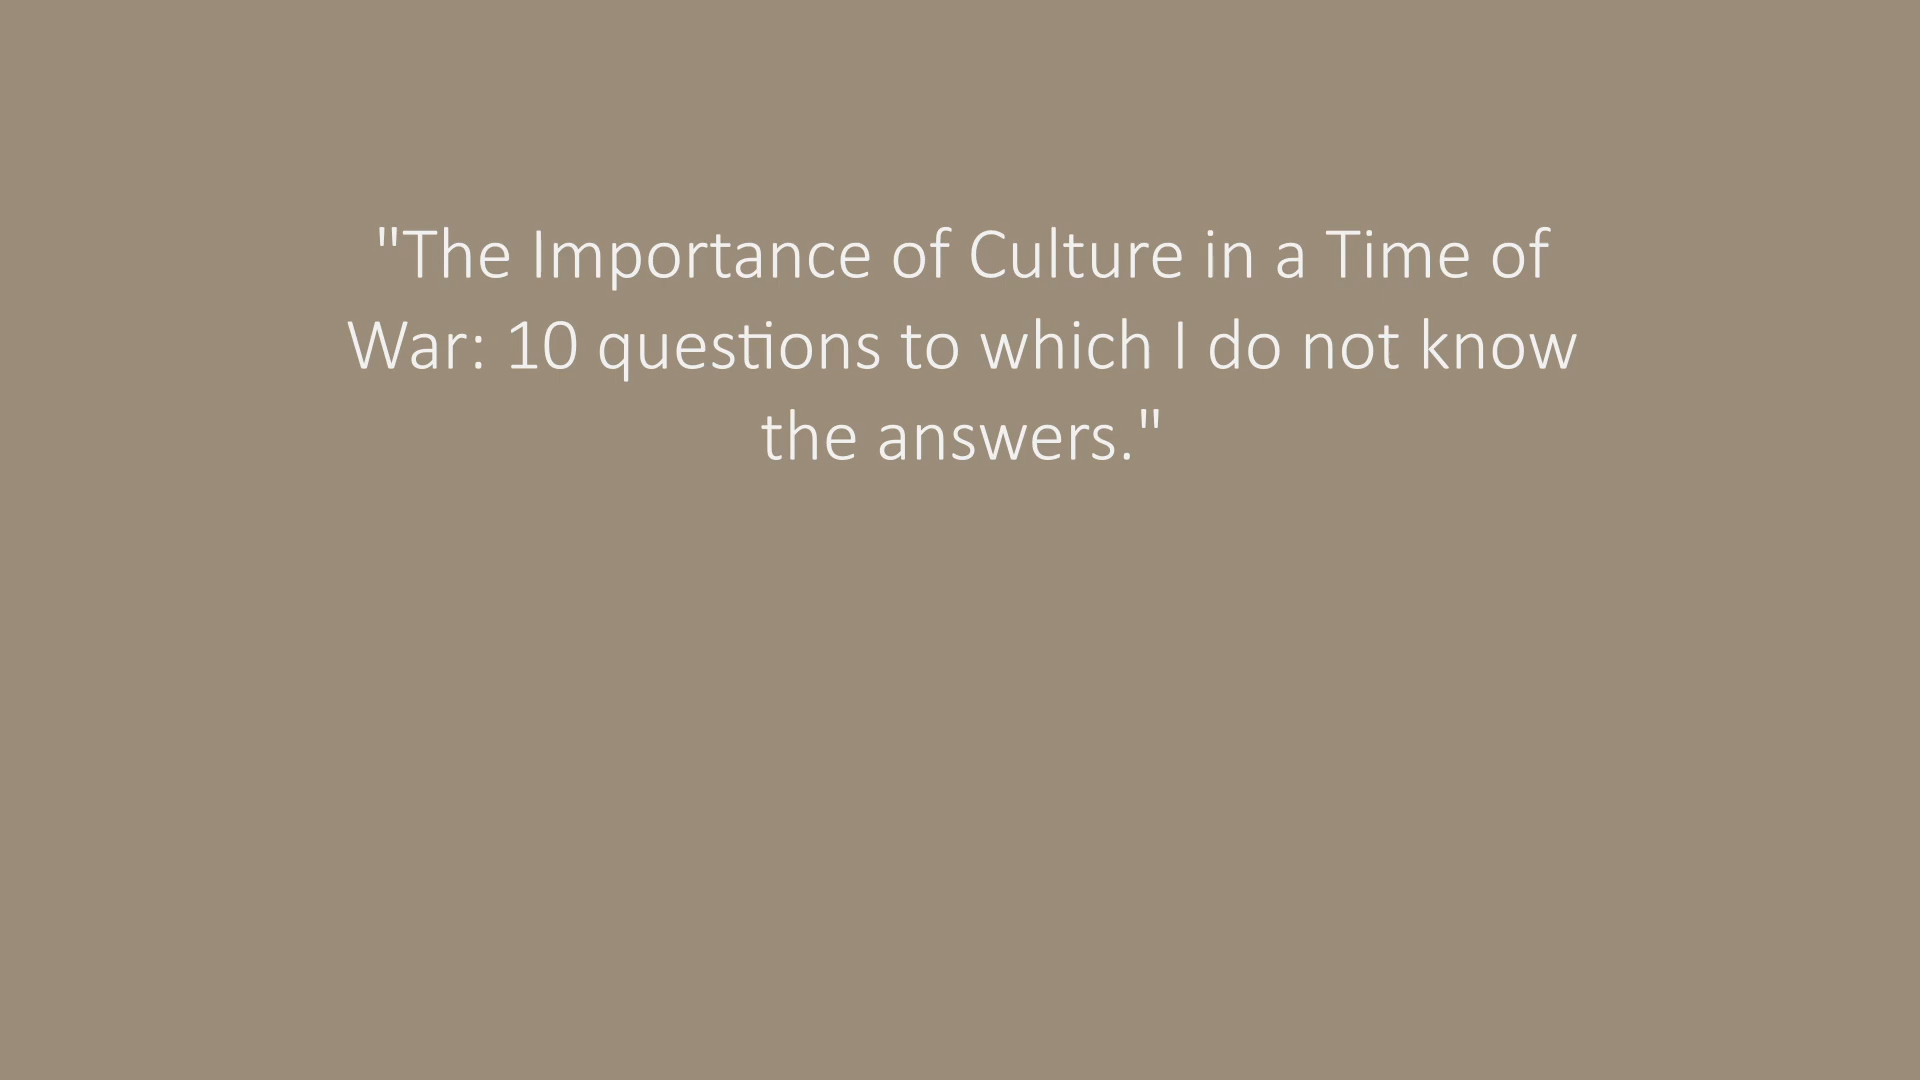 "The Importance of Culture in a Time of
War: 10 questions to which I do not know
the answers."